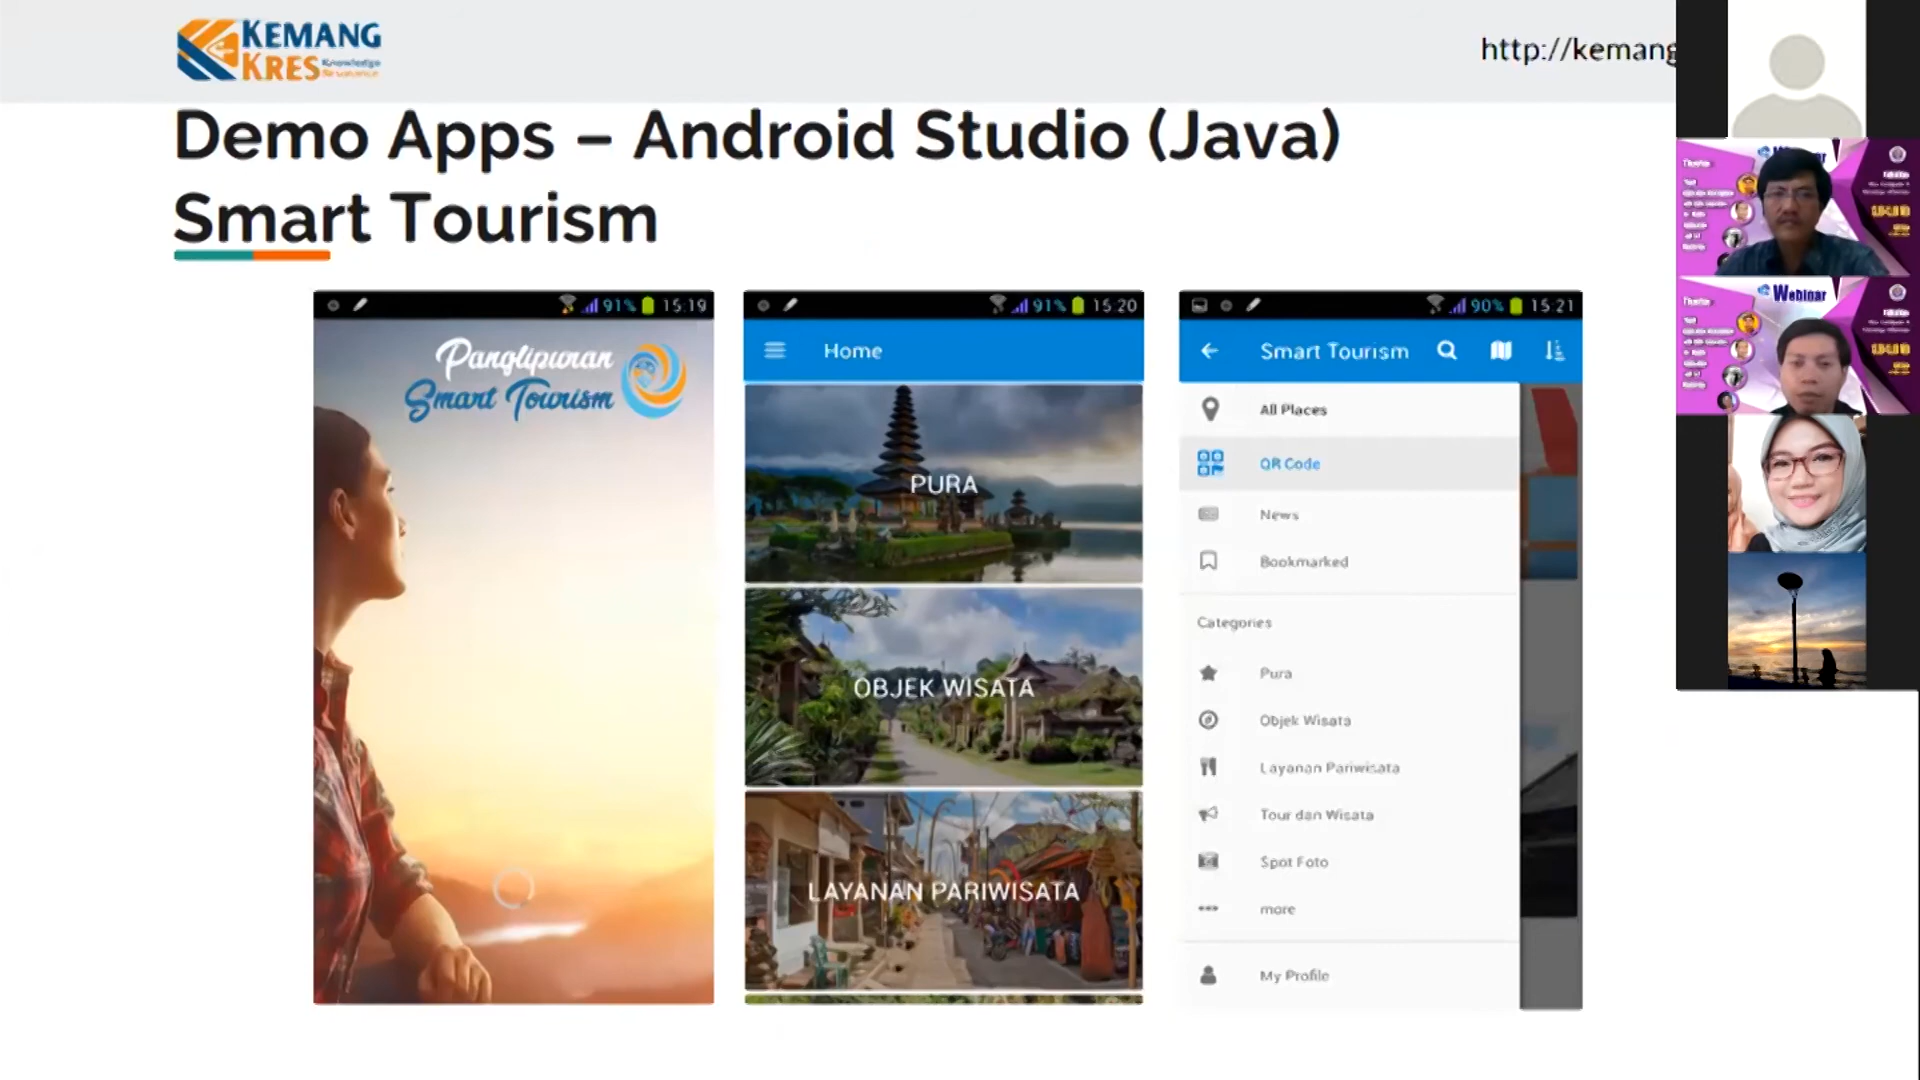 KEMANG
KRES Knowledge
http://kemang
Demo Apps – Android Studio (Java)
Smart Tourism
91% 15.19
Panglipuran
Smart Tourism
91% 15.20
Home
PURA
OBJEK WISATA
LAYANAN PARIWISATA
90% 15:21
Smart Tourism
All Places
QR Code
News
Bookmarked
Categories
Pura
Objek Wisata
Layanan Pariwisata
Tour dan Wisata
Spot Foto
more
My Profile
Webinar